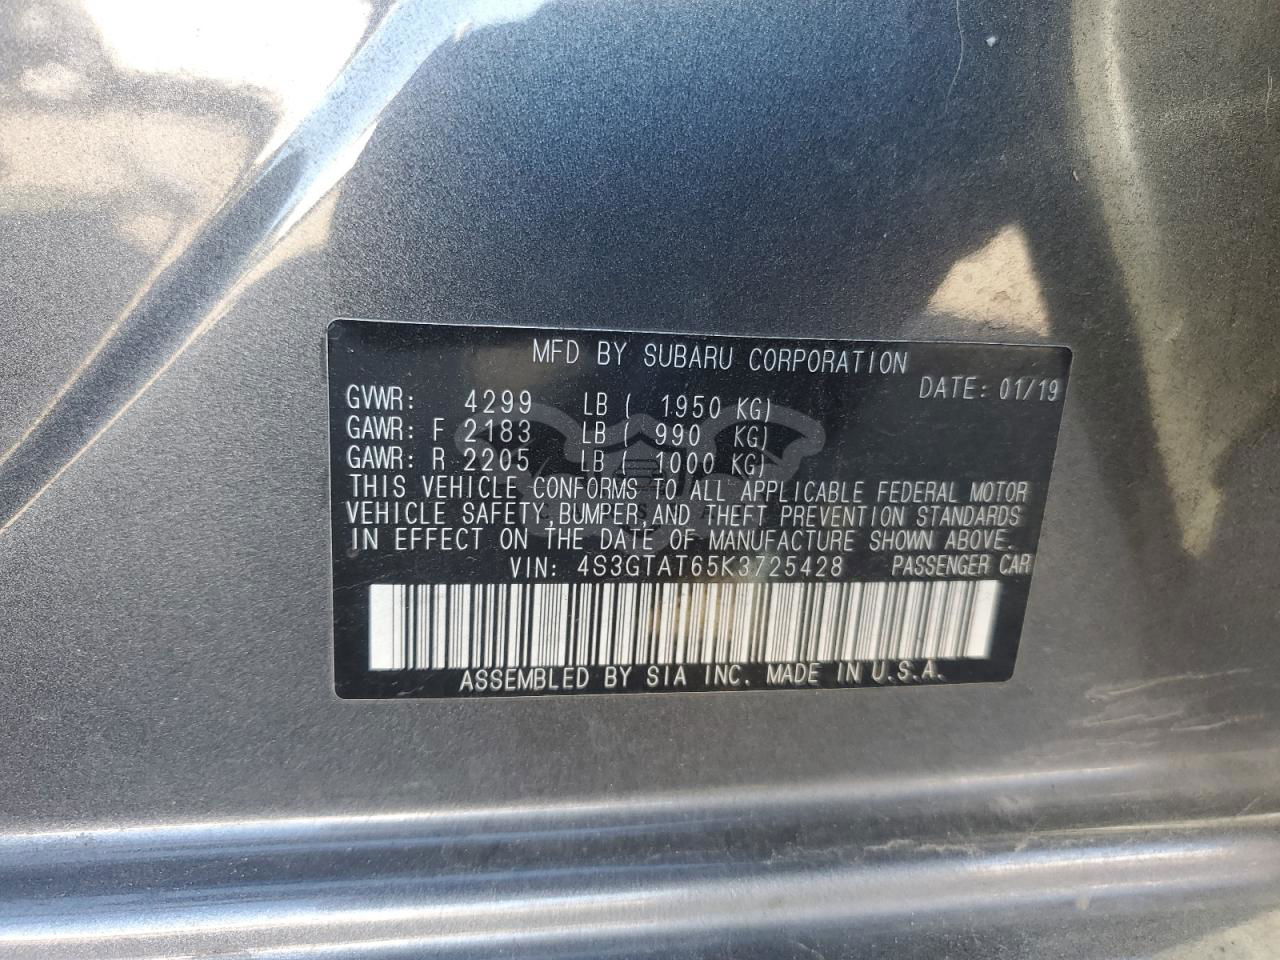 MFD BY SUBARU CORPORATION
DATE: 01/19
GVWR: 4299 LB ( 1950 KG)
GAWR: F 2183 LB ( 990 KG)
GAWR: R 2205 LB ( 1000 KG)
THIS VEHICLE CONFORMS TO ALL APPLICABLE FEDERAL MOTOR
VEHICLE SAFETY, BUMPER, AND THEFT PREVENTION STANDARDS
IN EFFECT ON THE DATE OF MANUFACTURE SHOWN ABOVE.
VIN: 4S3GTAT65K3725428 PASSENGER CAR
ASSEMBLED BY SIA INC. MADE IN U.S.A.